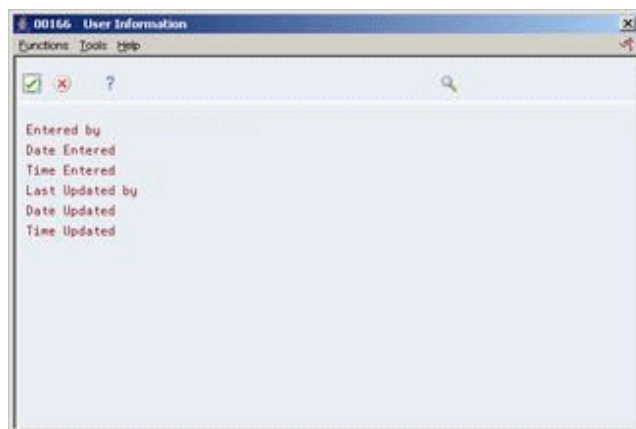 00166 User Information
Functions Tools Help
?
Entered by
Date Entered
Time Entered
Last Updated by
Date Updated
Time Updated